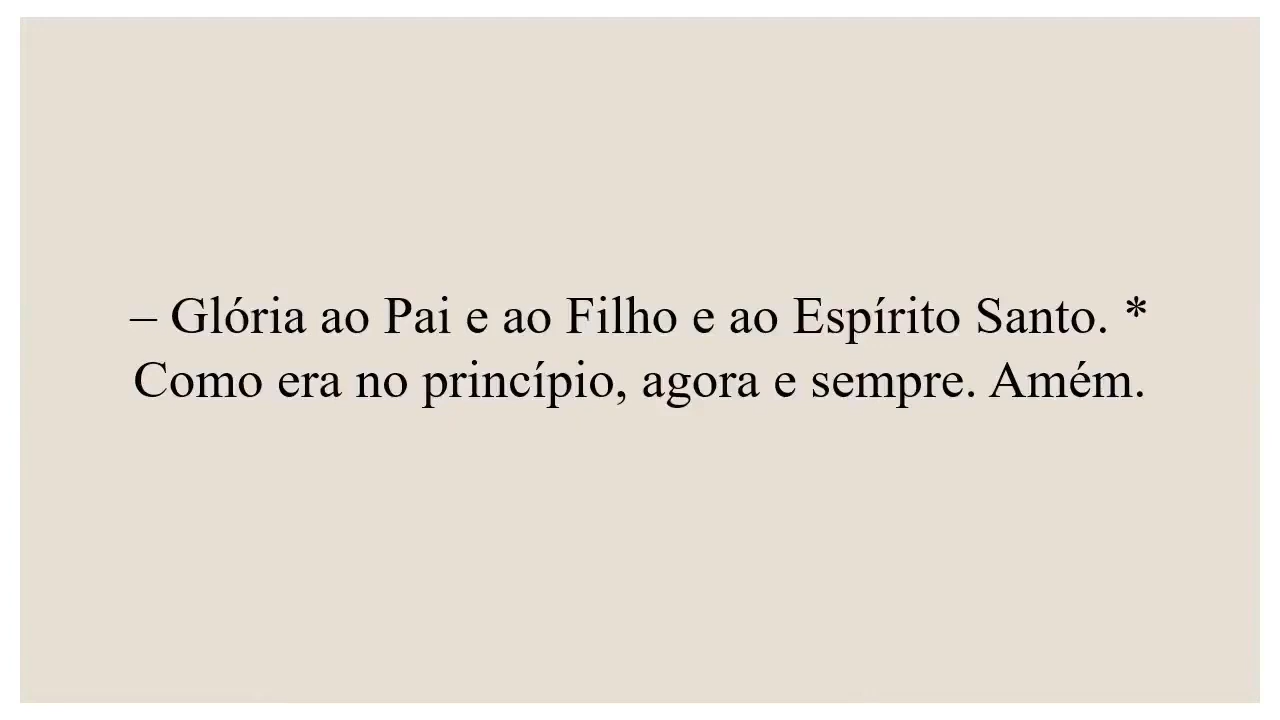 – Glória ao Pai e ao Filho e ao Espírito Santo. *
Como era no princípio, agora e sempre. Amém.